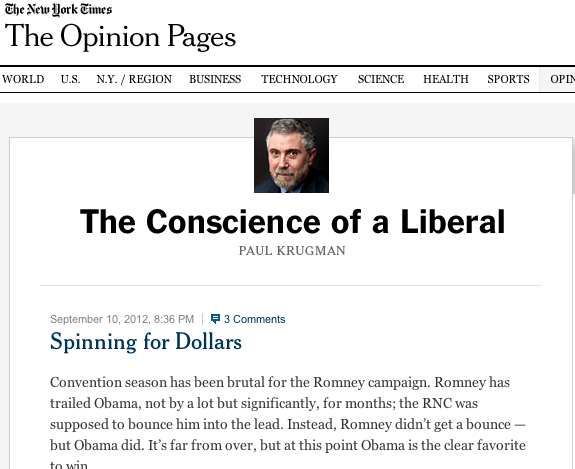 The New York Times
The Opinion Pages
WORLD U.S. N.Y. / REGION BUSINESS TECHNOLOGY SCIENCE HEALTH SPORTS OPIN
The Conscience of a Liberal
PAUL KRUGMAN
September 10, 2012, 8:36 PM 3 Comments
Spinning for Dollars
Convention season has been brutal for the Romney campaign. Romney has
trailed Obama, not by a lot but significantly, for months; the RNC was
supposed to bounce him into the lead. Instead, Romney didn’t get a bounce —
but Obama did. It’s far from over, but at this point Obama is the clear favorite
to win